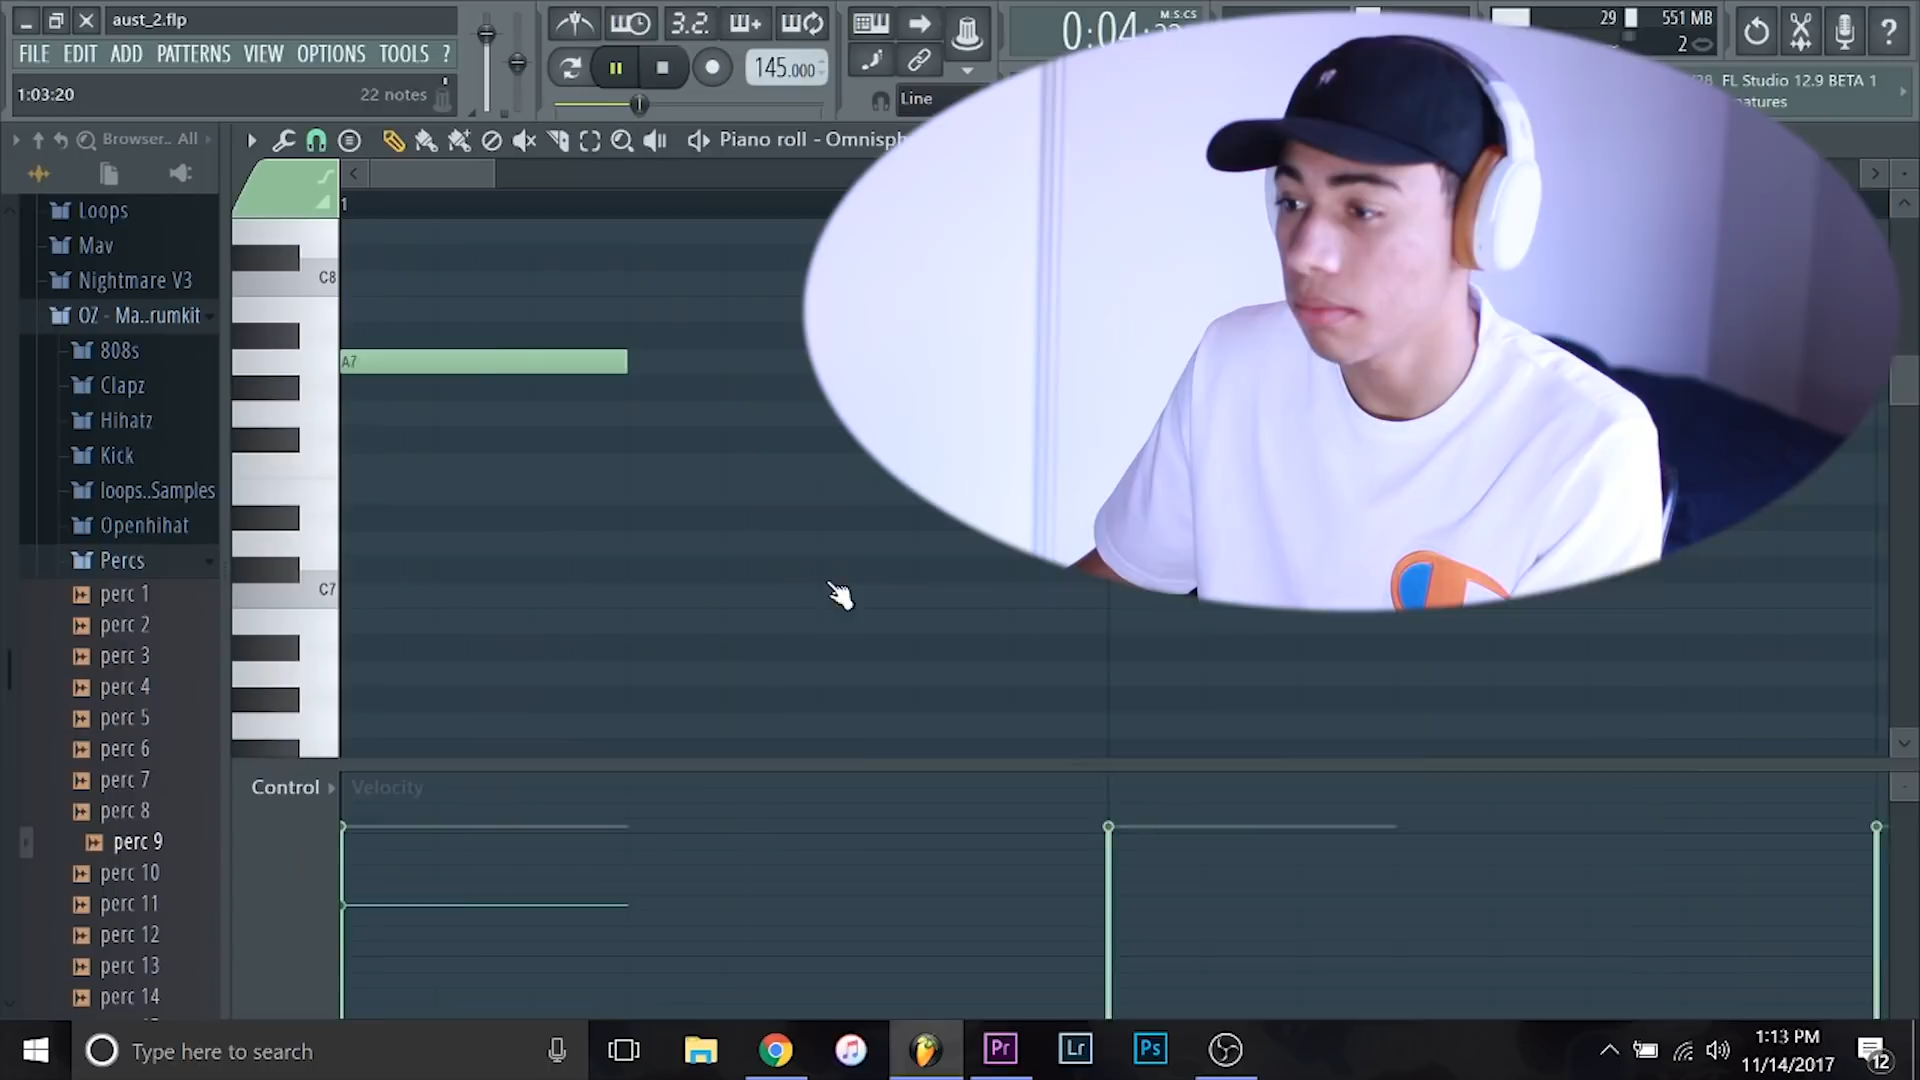 aust_2.flp
FILE EDIT ADD PATTERNS VIEW OPTIONS TOOLS ?
1:03:20
22 notes
3.2.
145.000
Line
0:04
M:S:CS
29
551 MB
2
FL Studio 12.9 BETA 1
Browser.. All
Piano roll - Omnisph
Loops
Mav
Nightmare V3
OZ - Ma..rumkit
808s
Clapz
Hihatz
Kick
loops..Samples
Openhihat
Percs
perc 1
perc 2
perc 3
perc 4
perc 5
perc 6
perc 7
perc 8
perc 9
perc 10
perc 11
perc 12
perc 13
perc 14
1
C8
A7
C7
Control
Velocity
Type here to search
Pr
Lr
Ps
1:13 PM
11/14/2017
12